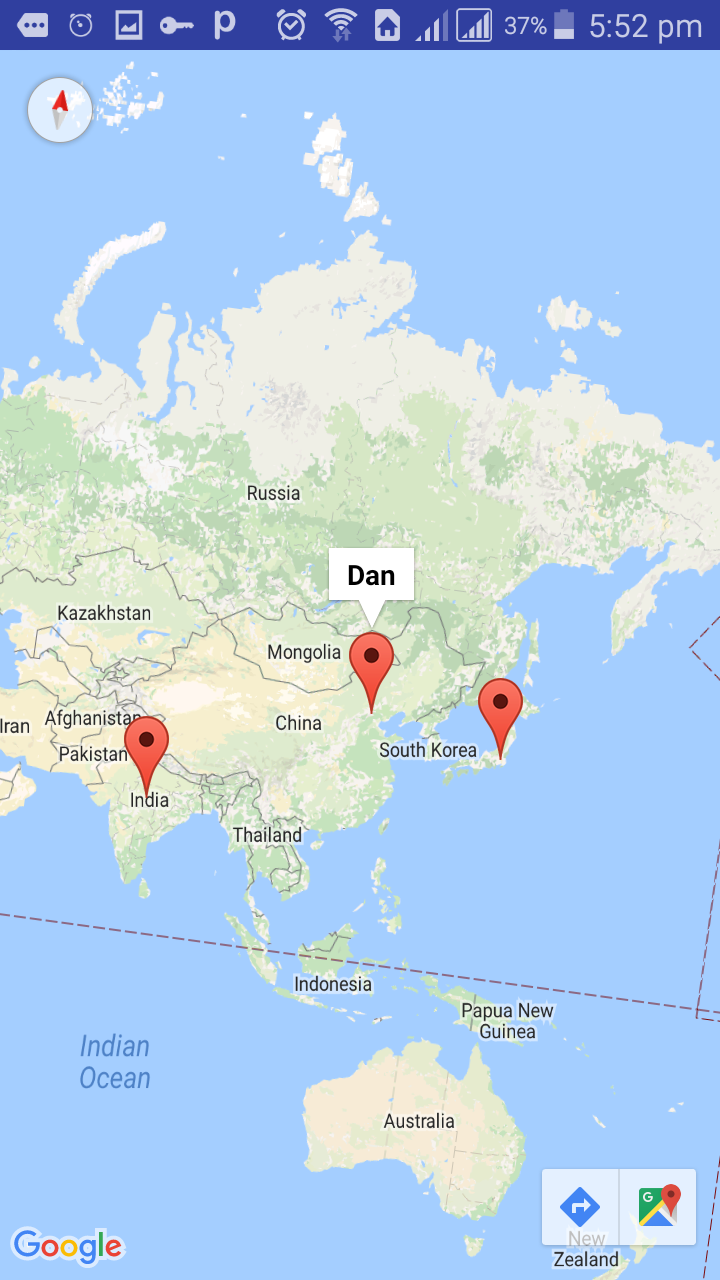 37% 5:52 pm
Russia
Dan
Kazakhstan
Mongolia
Iran
Afghanistan
China
Pakistan
South Korea
India
Thailand
Indonesia
Papua New
Guinea
Indian
Ocean
Australia
G
New
Zealand
Google